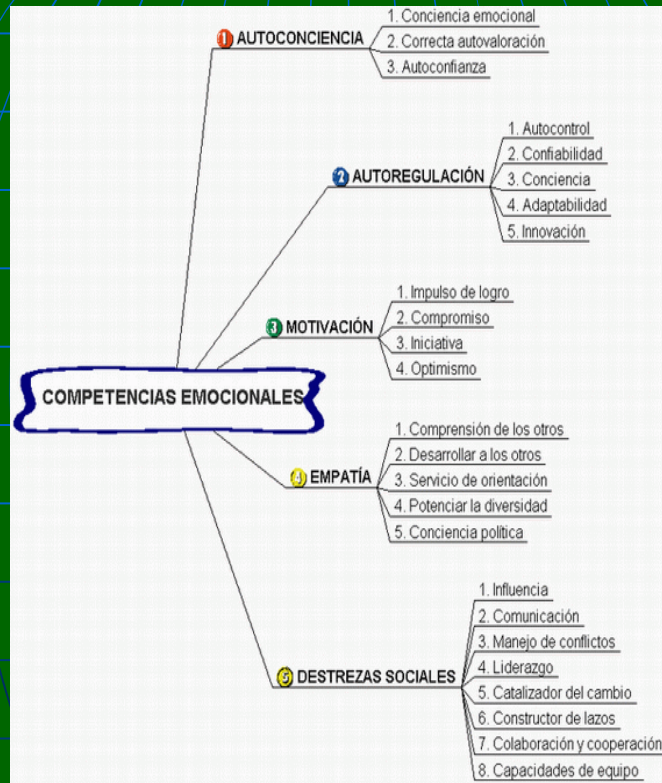 1 AUTOCONCIENCIA
1. Conciencia emocional
2. Correcta autovaloración
3. Autoconfianza
2 AUTOREGULACIÓN
1. Autocontrol
2. Confiabilidad
3. Conciencia
4. Adaptabilidad
5. Innovación
3 MOTIVACIÓN
1. Impulso de logro
2. Compromiso
3. Iniciativa
4. Optimismo
COMPETENCIAS EMOCIONALES
4 EMPATÍA
1. Comprensión de los otros
2. Desarrollar a los otros
3. Servicio de orientación
4. Potenciar la diversidad
5. Conciencia política
5 DESTREZAS SOCIALES
1. Influencia
2. Comunicación
3. Manejo de conflictos
4. Liderazgo
5. Catalizador del cambio
6. Constructor de lazos
7. Colaboración y cooperación
8. Capacidades de equipo